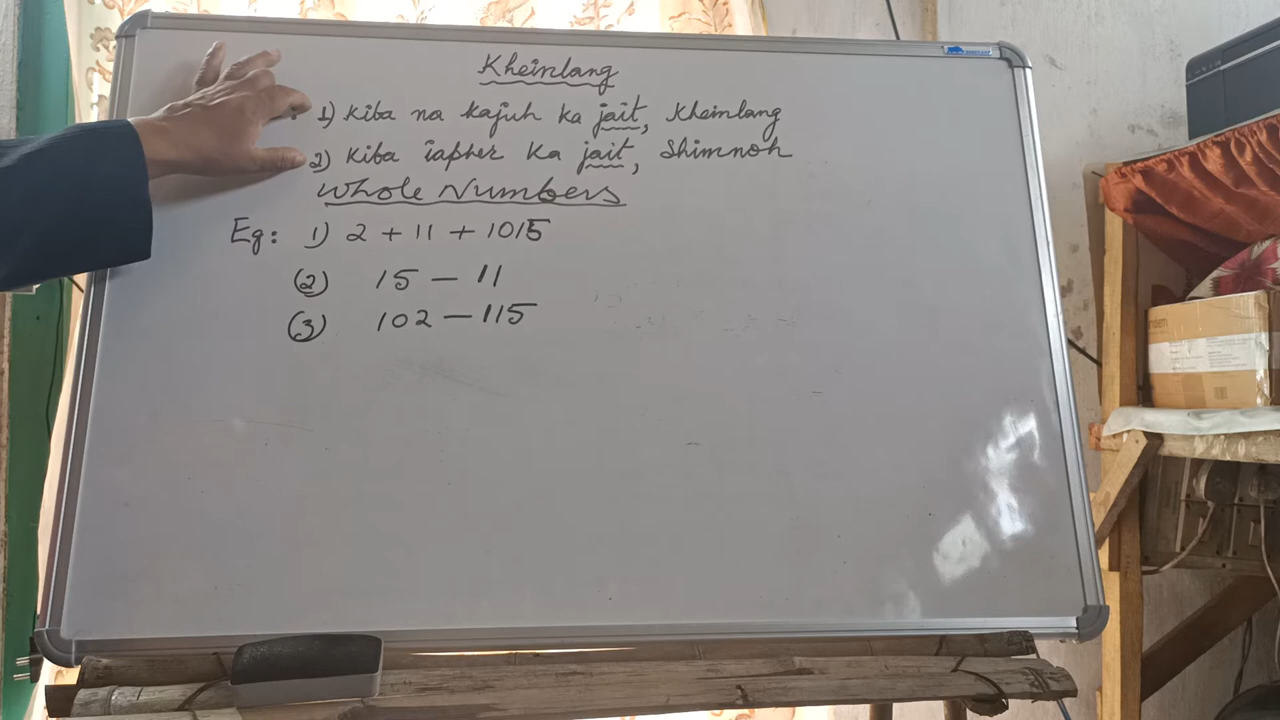 Kheinlang
1) Kiba na kajuh ka jait, Kheinlang
2) Kiba ïapher ka jait, Shimnoh
Whole Numbers
Eg: 1) 2 + 11 + 1015
(2) 15 - 11
(3) 102 - 115